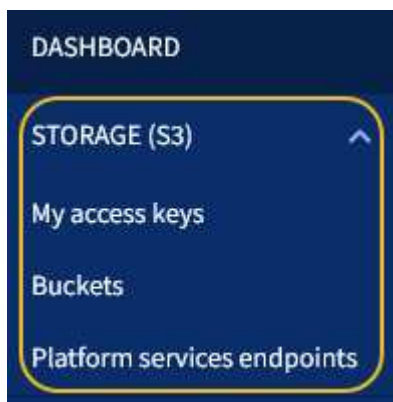 DASHBOARD
STORAGE (S3)
My access keys
Buckets
Platform services endpoints